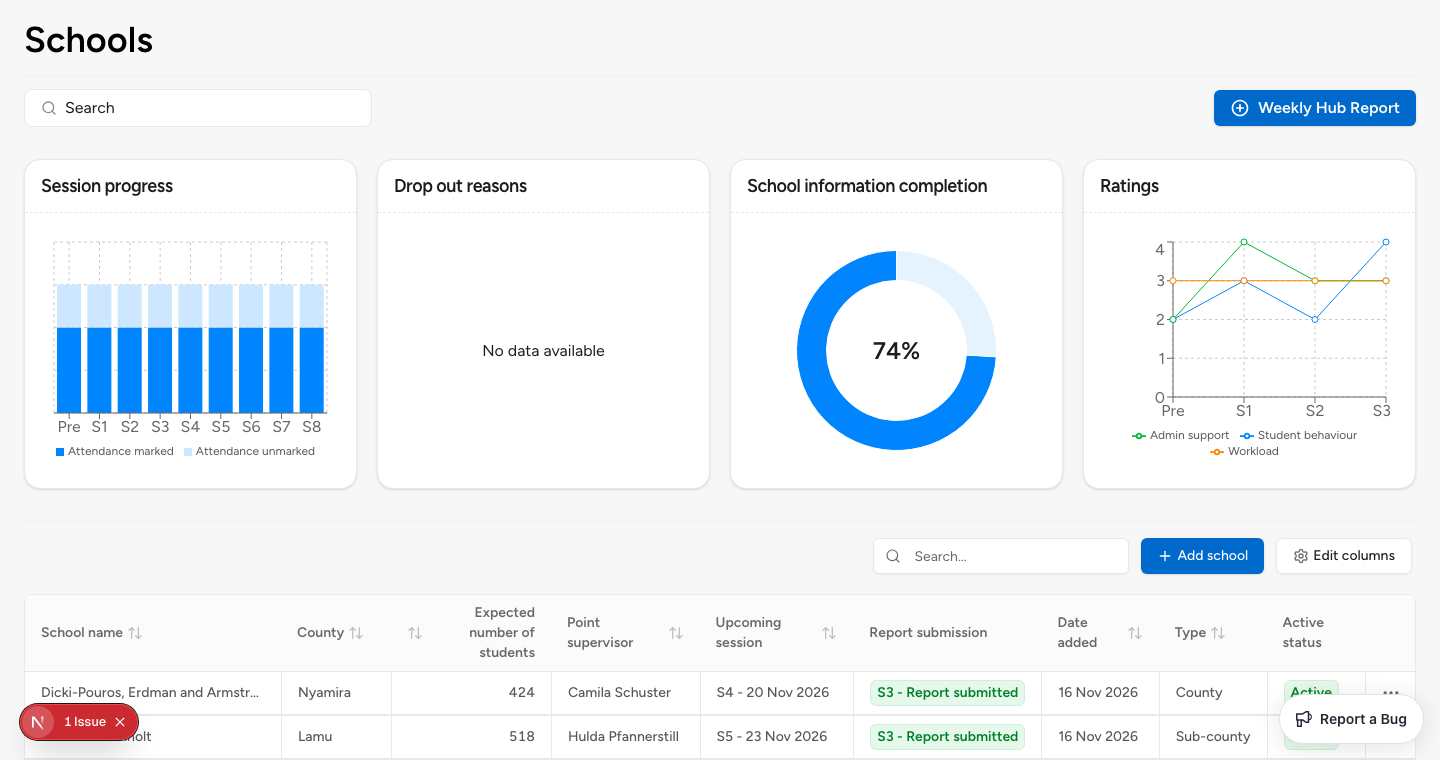 Schools
Search
Weekly Hub Report
Session progress
Pre S1 S2 S3 S4 S5 S6 S7 S8
Attendance marked Attendance unmarked
Drop out reasons
No data available
School information completion
74%
Ratings
4
3
2
1
0
Pre S1 S2 S3
Admin support Student behaviour
Workload
Search...
Add school
Edit columns
School name County Expected number of students Point supervisor Upcoming session Report submission Date added Type Active status
Dicki-Pouros, Erdman and Armstr... Nyamira 424 Camila Schuster S4 - 20 Nov 2026 S3 - Report submitted 16 Nov 2026 County Active
Lamu 518 Hulda Pfannerstill S5 - 23 Nov 2026 S3 - Report submitted 16 Nov 2026 Sub-county
N 1 Issue
Report a Bug